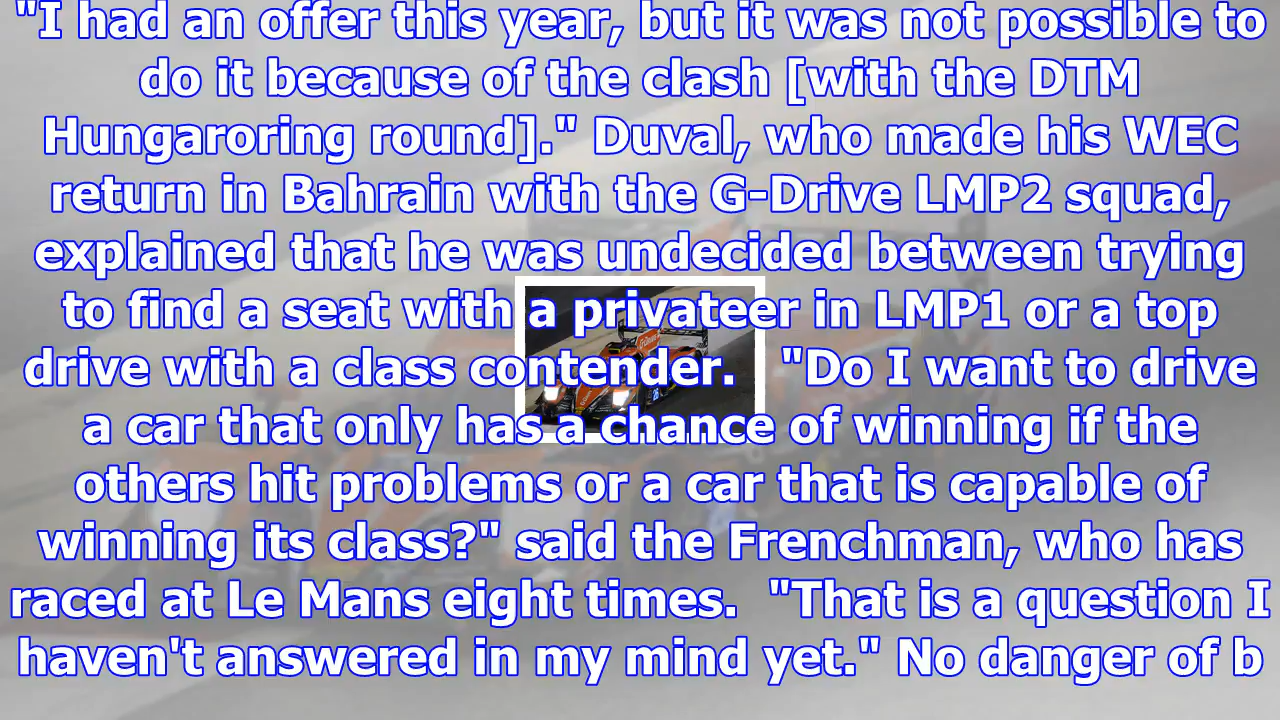 "I had an offer this year, but it was not possible to
do it because of the clash [with the DTM
Hungaroring round]." Duval, who made his WEC
return in Bahrain with the G-Drive LMP2 squad,
explained that he was undecided between trying
to find a seat with a privateer in LMP1 or a top
drive with a class contender.  "Do I want to drive
a car that only has a chance of winning if the
others hit problems or a car that is capable of
winning its class?" said the Frenchman, who has
raced at Le Mans eight times.  "That is a question I
haven't answered in my mind yet." No danger of b